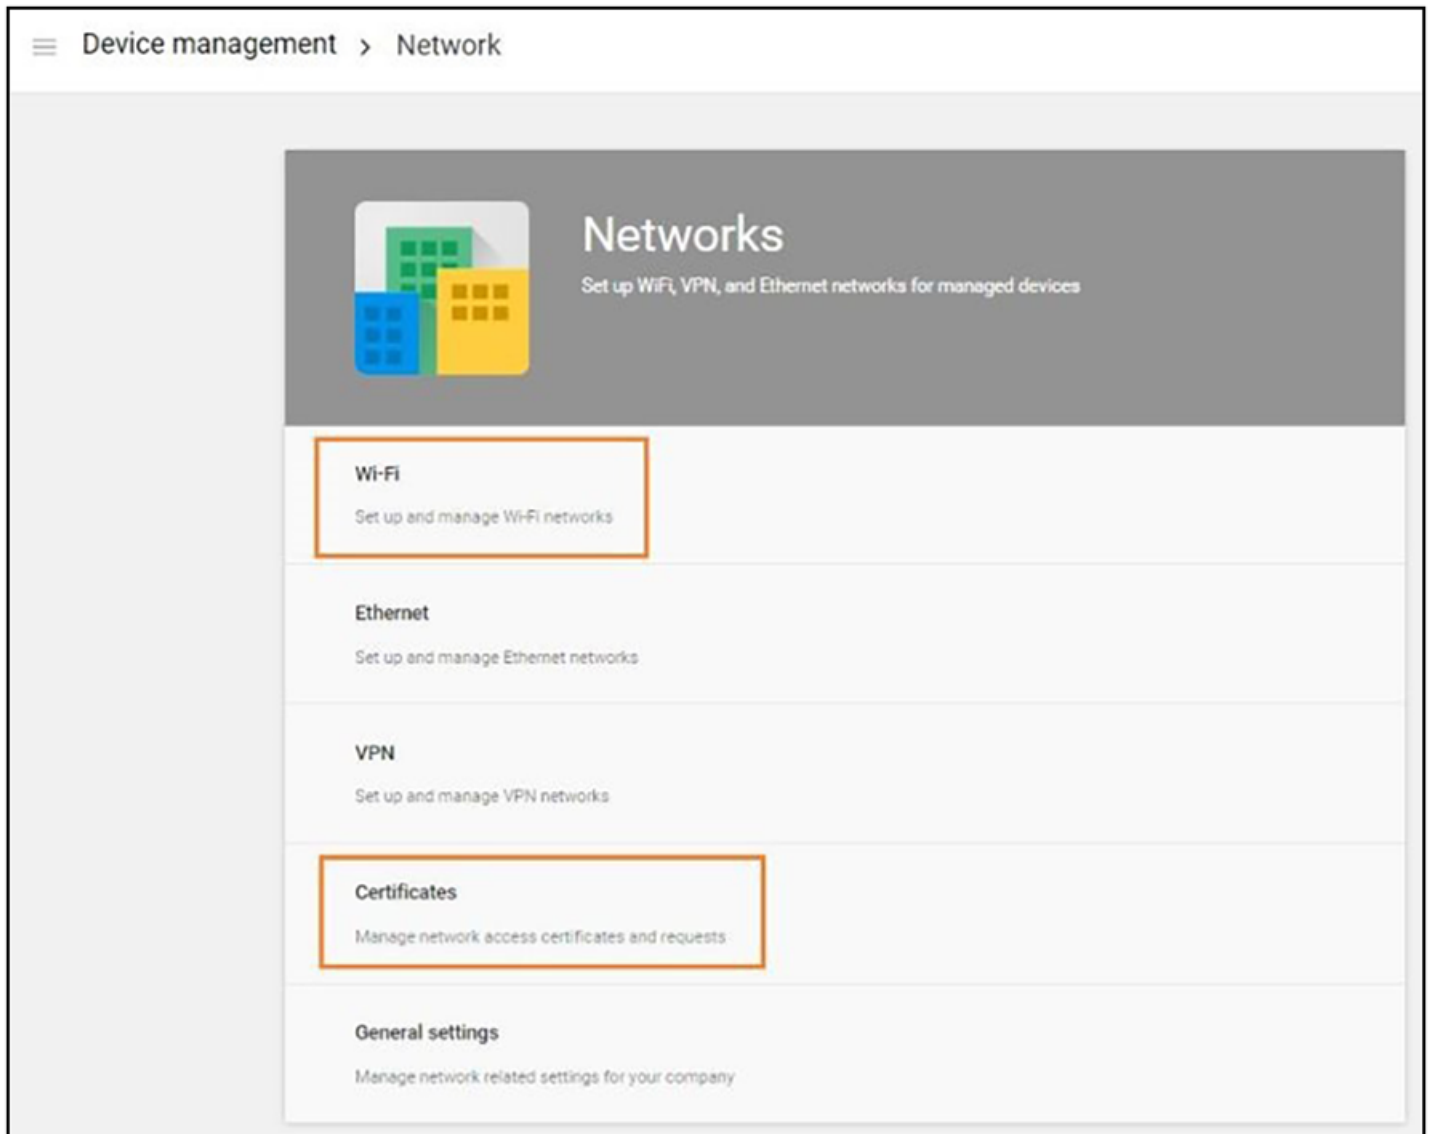 Device management > Network
Networks
Set up WiFi, VPN, and Ethernet networks for managed devices
Wi-Fi
Set up and manage Wi-Fi networks
Ethernet
Set up and manage Ethernet networks
VPN
Set up and manage VPN networks
Certificates
Manage network access certificates and requests
General settings
Manage network related settings for your company